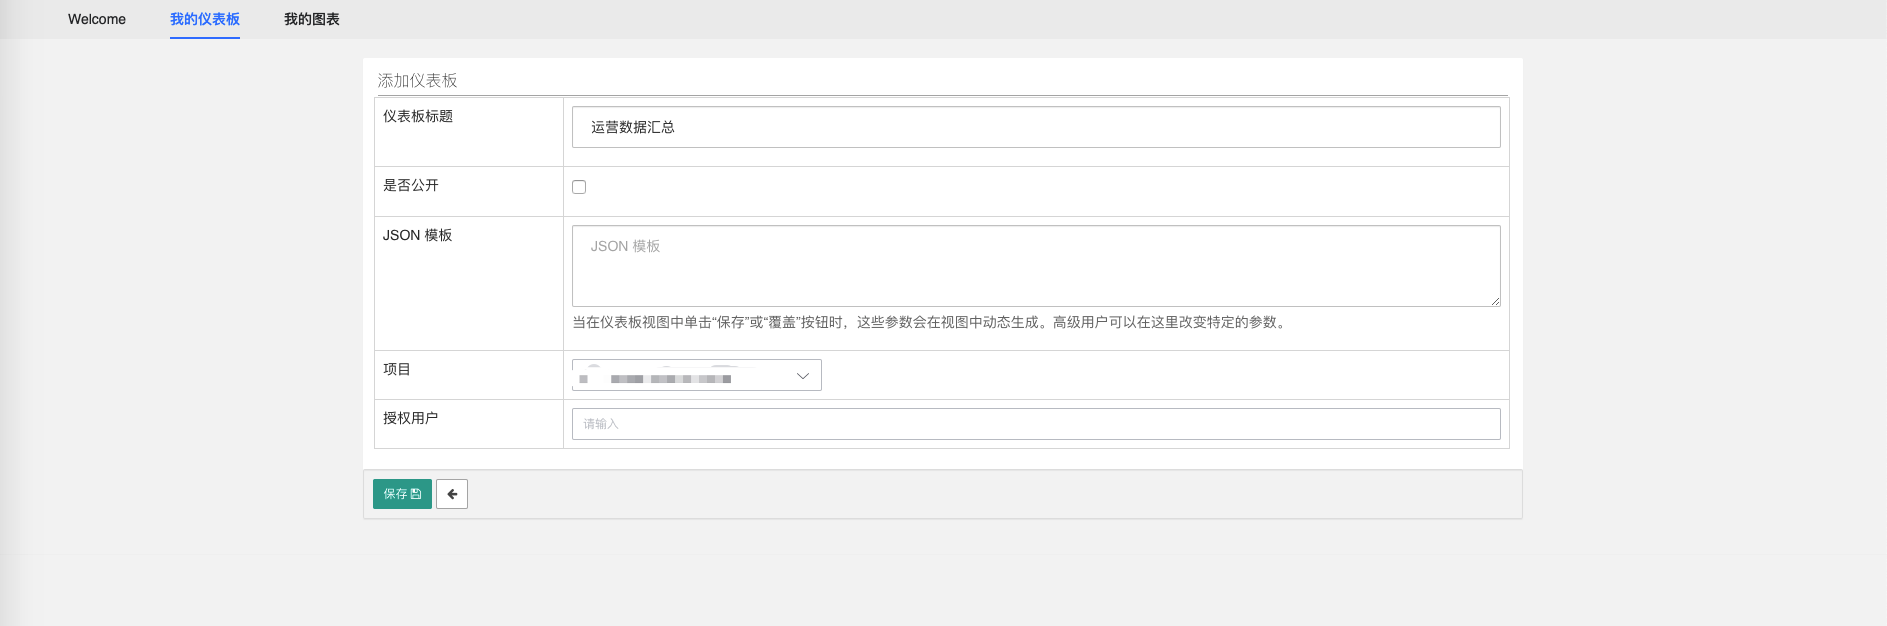 Welcome 我的仪表板 我的图表
添加仪表板
仪表板标题 运营数据汇总
是否公开
JSON 模板 JSON 模板
当在仪表板视图中单击“保存”或“覆盖”按钮时，这些参数会在视图中动态生成。高级用户可以在这里改变特定的参数。
项目
授权用户 请输入
保存